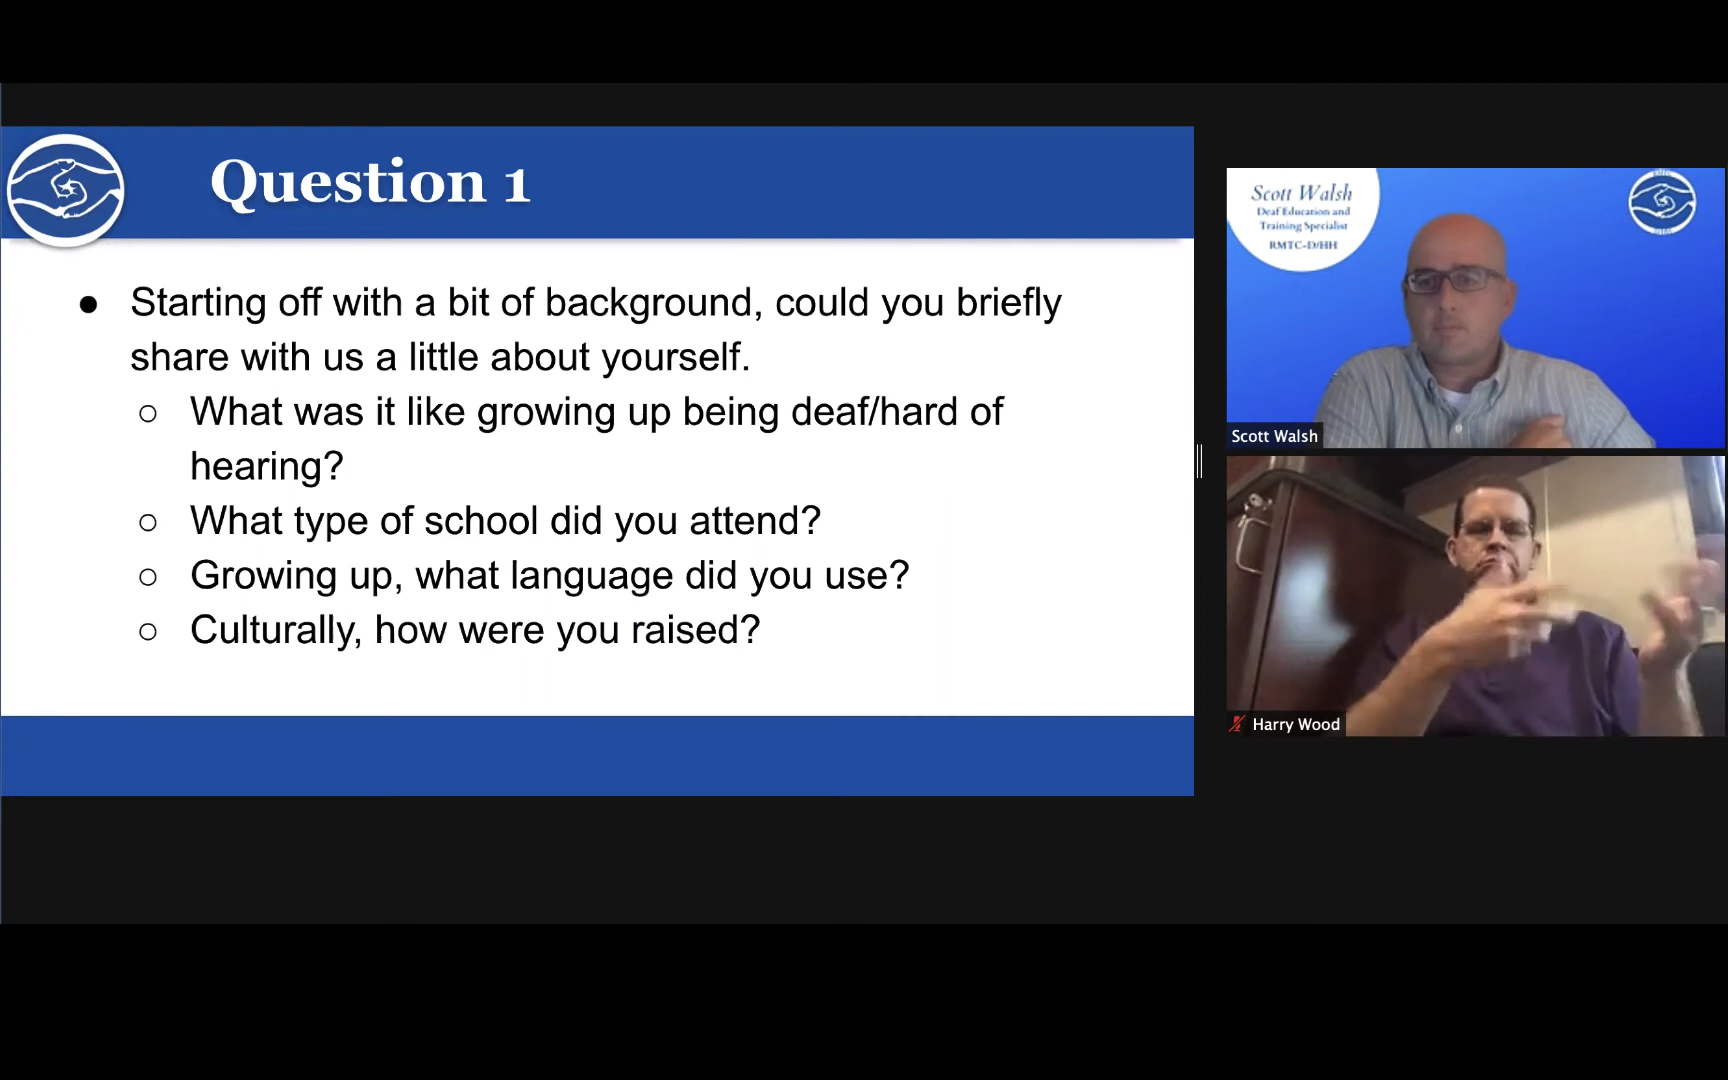 Question 1
● Starting off with a bit of background, could you briefly
share with us a little about yourself.
○ What was it like growing up being deaf/hard of
hearing?
○ What type of school did you attend?
○ Growing up, what language did you use?
○ Culturally, how were you raised?
Scott Walsh
Deaf Education and
Training Specialist
RMTC-D/HH
Scott Walsh
Harry Wood